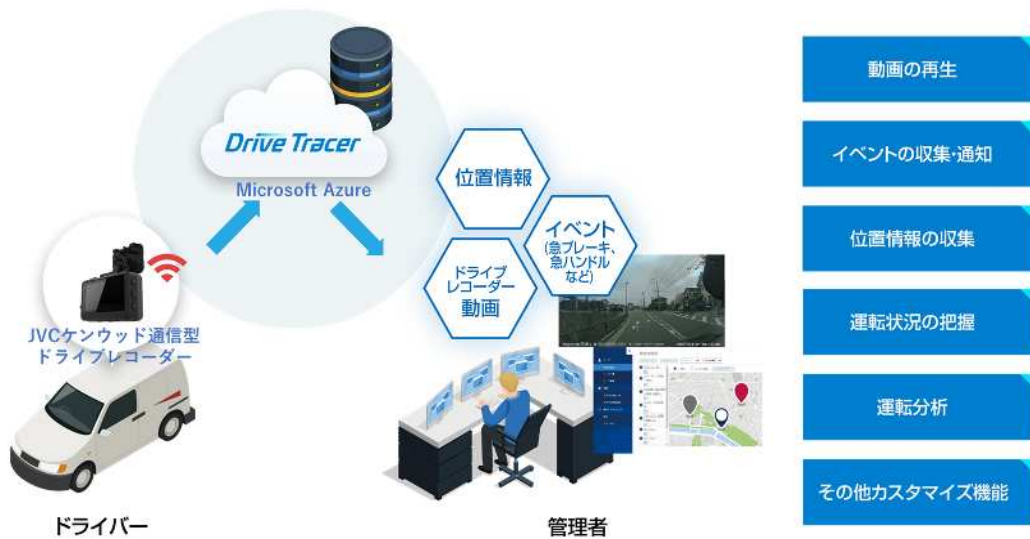 Drive Tracer
Microsoft Azure
位置情報
イベント
(急ブレーキ、
急ハンドル
など)
ドライブ
レコーダー
動画
JVCケンウッド通信型
ドライブレコーダー
ドライバー
管理者
動画の再生
イベントの収集・通知
位置情報の収集
運転状況の把握
運転分析
その他カスタマイズ機能